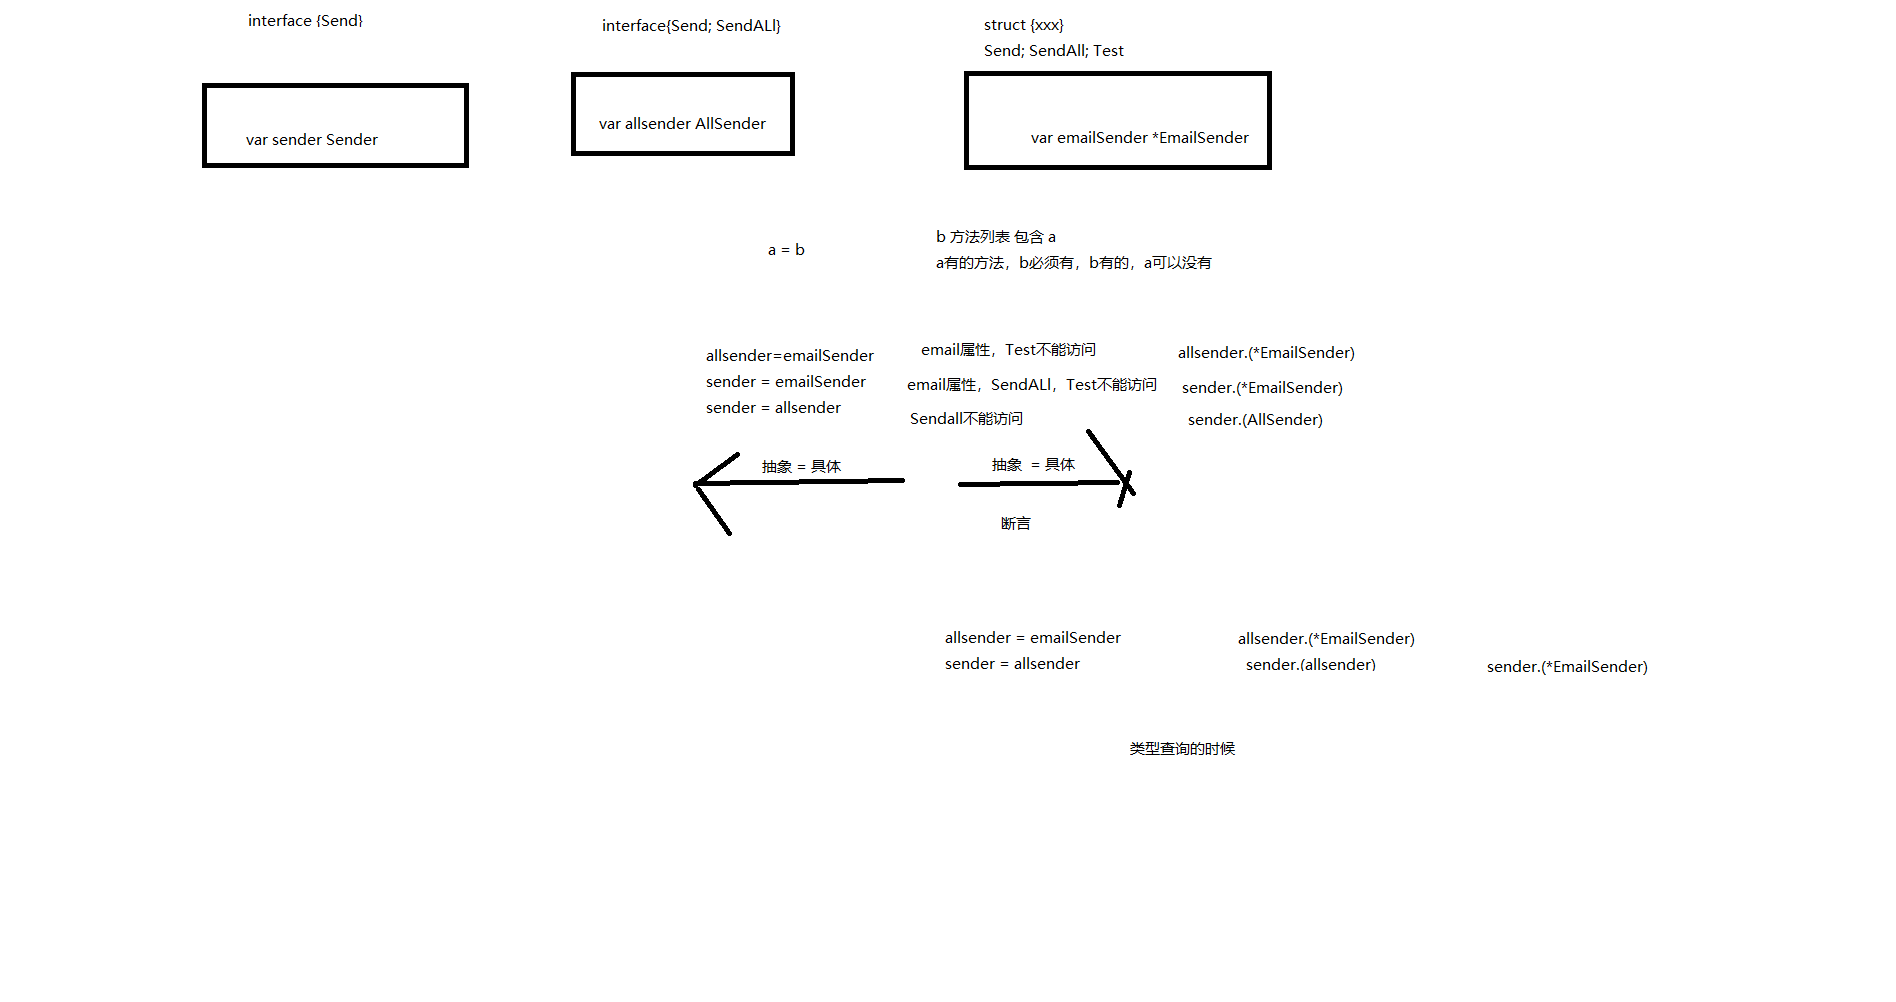 interface {Send}
interface{Send; SendALl}
struct {xxx}
Send; SendAll; Test
var sender Sender
var allsender AllSender
var emailSender *EmailSender
a = b
b 方法列表 包含 a
a有的方法，b必须有，b有的，a可以没有
allsender=emailSender
email属性，Test不能访问
allsender.(*EmailSender)
sender = emailSender
email属性，SendALl，Test不能访问
sender.(*EmailSender)
sender = allsender
Sendall不能访问
sender.(AllSender)
抽象 = 具体
抽象 = 具体
断言
allsender = emailSender
allsender.(*EmailSender)
sender = allsender
sender.(allsender)
sender.(*EmailSender)
类型查询的时候